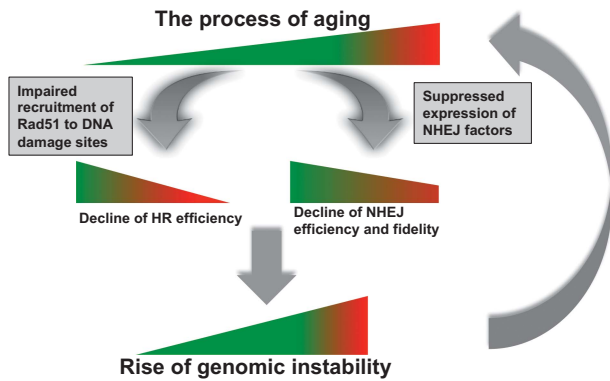 The process of aging
Impaired
recruitment of
Rad51 to DNA
damage sites
Suppressed
expression of
NHEJ factors
Decline of HR efficiency
Decline of NHEJ
efficiency and fidelity
Rise of genomic instability